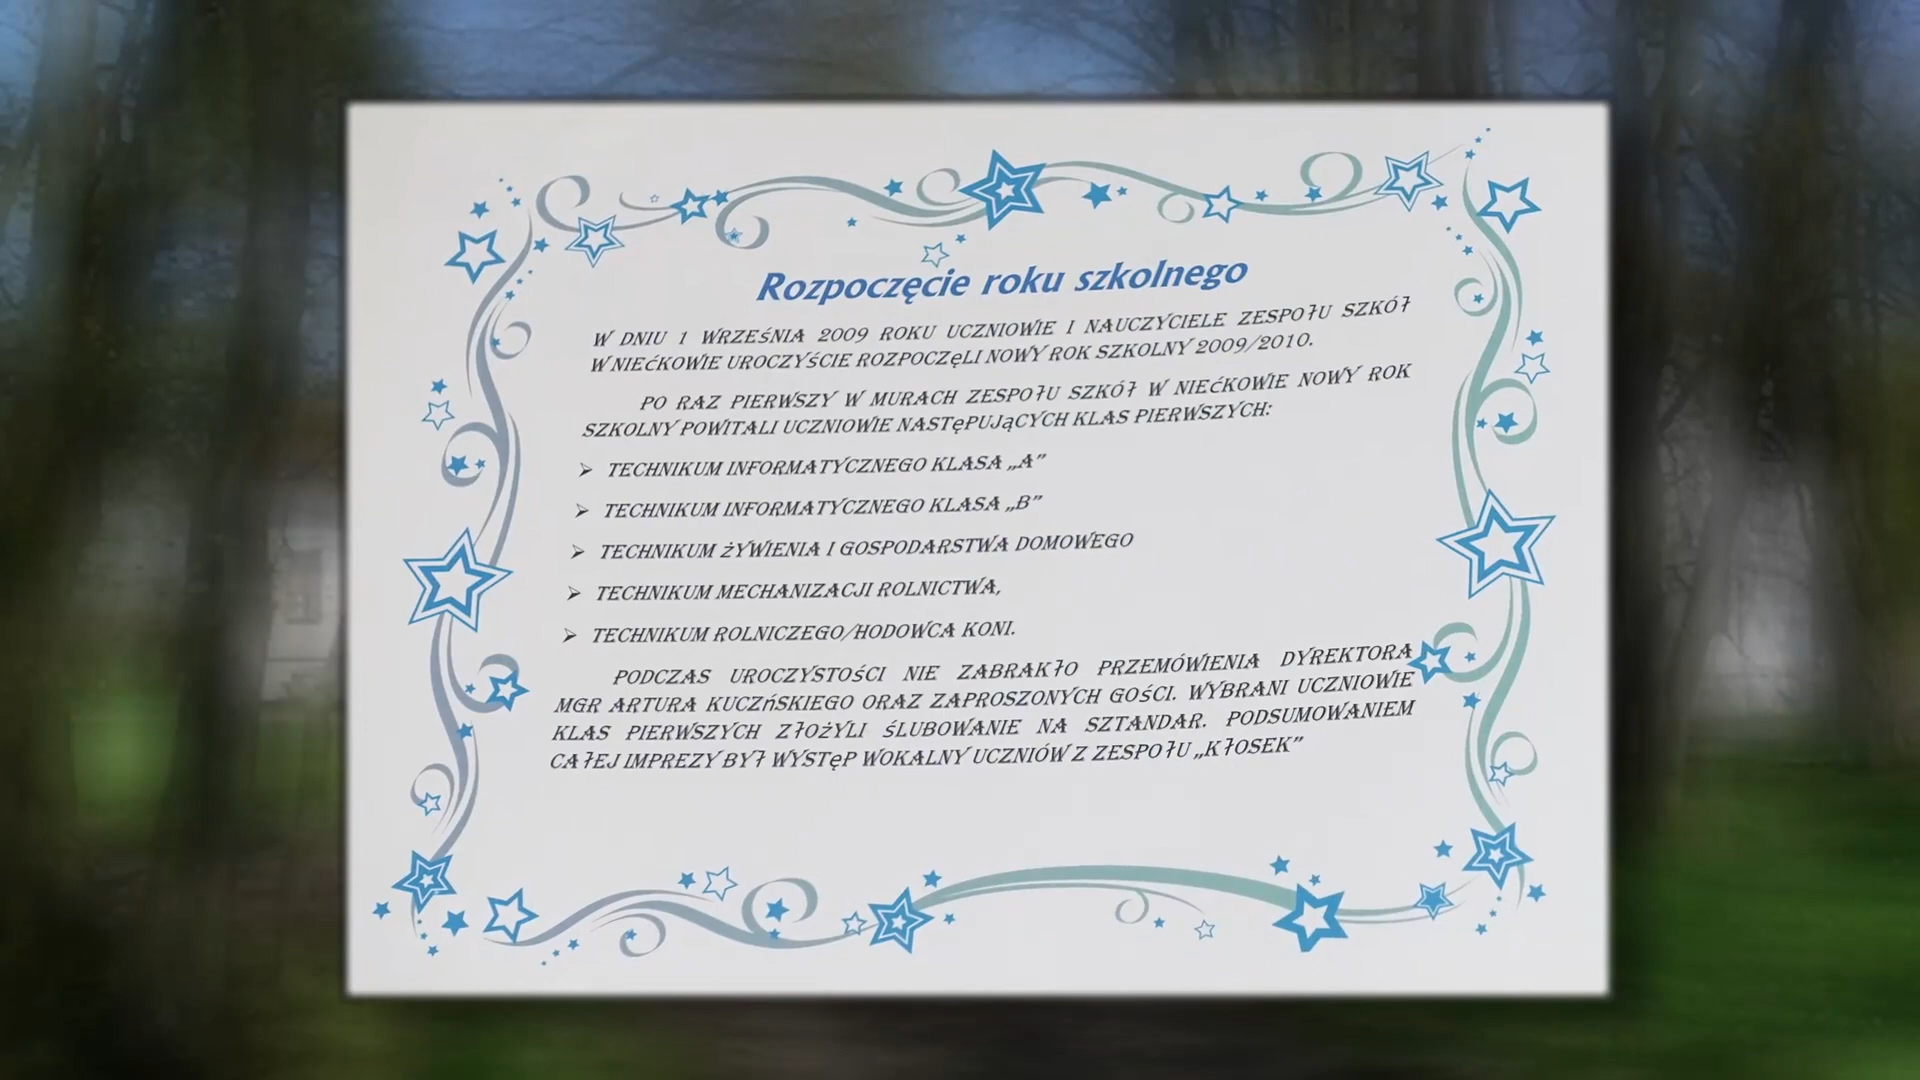 Rozpoczęcie roku szkolnego
W DNIU 1 WRZEŚNIA 2009 ROKU UCZNIOWIE I NAUCZYCIELE ZESPOŁU SZKÓŁ
W NIEĆKOWIE UROCZYŚCIE ROZPOCZĘLI NOWY ROK SZKOLNY 2009/2010.
PO RAZ PIERWSZY W MURACH ZESPOŁU SZKÓŁ W NIEĆKOWIE NOWY ROK
SZKOLNY POWITALI UCZNIOWIE NASTĘPUJĄCYCH KLAS PIERWSZYCH:
➢ TECHNIKUM INFORMATYCZNEGO KLASA „A”
➢ TECHNIKUM INFORMATYCZNEGO KLASA „B”
➢ TECHNIKUM ŻYWIENIA I GOSPODARSTWA DOMOWEGO
➢ TECHNIKUM MECHANIZACJI ROLNICTWA,
➢ TECHNIKUM ROLNICZEGO/HODOWCA KONI.
PODCZAS UROCZYSTOŚCI NIE ZABRAKŁO PRZEMÓWIENIA DYREKTORA
MGR ARTURA KUCZŃSKIEGO ORAZ ZAPROSZONYCH GOŚCI. WYBRANI UCZNIOWIE
KLAS PIERWSZYCH ZŁOŻYLI ŚLUBOWANIE NA SZTANDAR. PODSUMOWANIEM
CAŁEJ IMPREZY BYŁ WYSTĘP WOKALNY UCZNIÓW Z ZESPOŁU „KŁOSEK”